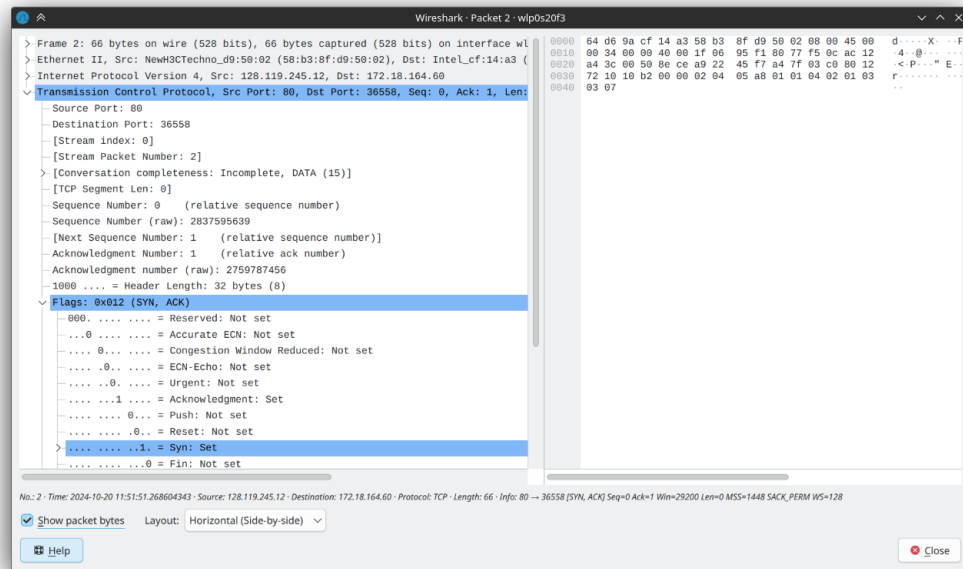 Wireshark · Packet 2 · wlp0s20f3
Frame 2: 66 bytes on wire (528 bits), 66 bytes captured (528 bits) on interface wl
Ethernet II, Src: NewH3CTechno_d9:50:02 (58:b3:8f:d9:50:02), Dst: Intel_cf:14:a3 (
Internet Protocol Version 4, Src: 128.119.245.12, Dst: 172.18.164.60
Transmission Control Protocol, Src Port: 80, Dst Port: 36558, Seq: 0, Ack: 1, Len:
Source Port: 80
Destination Port: 36558
[Stream index: 0]
[Stream Packet Number: 2]
[Conversation completeness: Incomplete, DATA (15)]
[TCP Segment Len: 0]
Sequence Number: 0    (relative sequence number)
Sequence Number (raw): 2837595639
[Next Sequence Number: 1    (relative sequence number)]
Acknowledgment Number: 1    (relative ack number)
Acknowledgment number (raw): 2759787456
1000 .... = Header Length: 32 bytes (8)
Flags: 0x012 (SYN, ACK)
000. .... .... = Reserved: Not set
...0 .... .... = Accurate ECN: Not set
.... 0... .... = Congestion Window Reduced: Not set
.... .0.. .... = ECN-Echo: Not set
.... ..0. .... = Urgent: Not set
.... ...1 .... = Acknowledgment: Set
.... .... 0... = Push: Not set
.... .... .0.. = Reset: Not set
.... .... ..1. = Syn: Set
.... .... ...0 = Fin: Not set
0000 64 d6 9a cf 14 a3 58 b3 8f d9 50 02 08 00 45 00 d·····X· ··P
0010 00 34 00 00 40 00 1f 06 95 f1 80 77 f5 0c ac 12 ·4··@··· ···
0020 a4 3c 00 50 8e ce a9 22 45 f7 a4 7f 03 c0 80 12 ·<·P···" E··
0030 72 10 10 b2 00 00 02 04 05 a8 01 01 04 02 01 03 r······· ···
0040 03 07 ··
No.: 2 · Time: 2024-10-20 11:51:51.268604343 · Source: 128.119.245.12 · Destination: 172.18.164.60 · Protocol: TCP · Length: 66 · Info: 80 → 36558 [SYN, ACK] Seq=0 Ack=1 Win=29200 Len=0 MSS=1448 SACK_PERM WS=128
Show packet bytes Layout: Horizontal (Side-by-side)
Help
Close